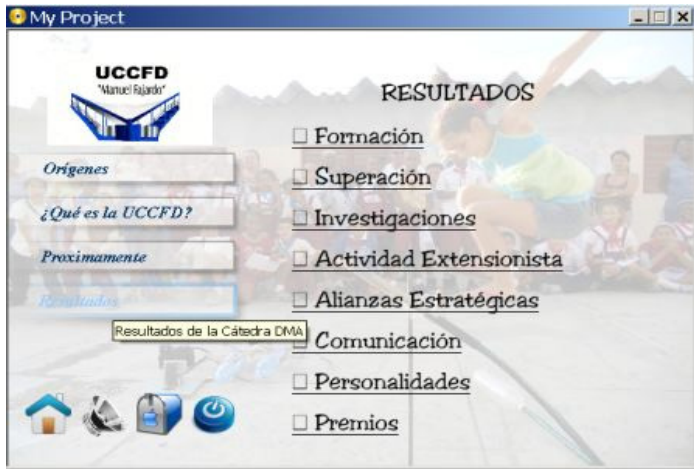 My Project
UCCFD
"Manuel Fajardo"
Orígenes
¿Qué es la UCCFD?
Proximamente
Resultados
Resultados de la Cátedra DMA
RESULTADOS
Formación
Superación
Investigaciones
Actividad Extensionista
Alianzas Estratégicas
Comunicación
Personalidades
Premios